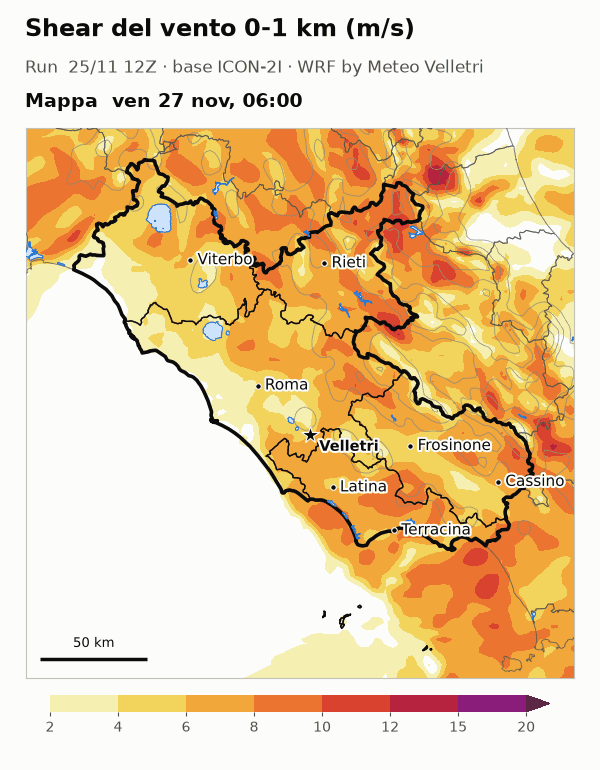 Shear del vento 0-1 km (m/s)
Run  25/11 12Z · base ICON-2I · WRF by Meteo Velletri
Mappa  ven 27 nov, 06:00
Viterbo
Rieti
Roma
Velletri
Frosinone
Cassino
Latina
Terracina
50 km
2 4 6 8 10 12 15 20